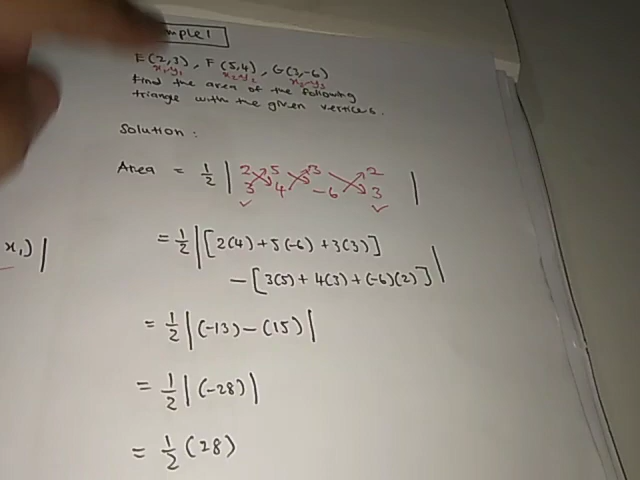 mple 1
E(2,3), F(5,4), G(3,-6)
x₁,y₁ x₂,y₂ x₃,y₃
Find the area of the following
triangle with the given vertices.
Solution:
Area = 1/2 | 2 5 3 2
3 4 -6 3 |
x₁) |
= 1/2 | [2(4) + 5(-6) + 3(3)]
- [3(5) + 4(3) + (-6)(2)] |
= 1/2 | (-13) - (15) |
= 1/2 | (-28) |
= 1/2 (28)